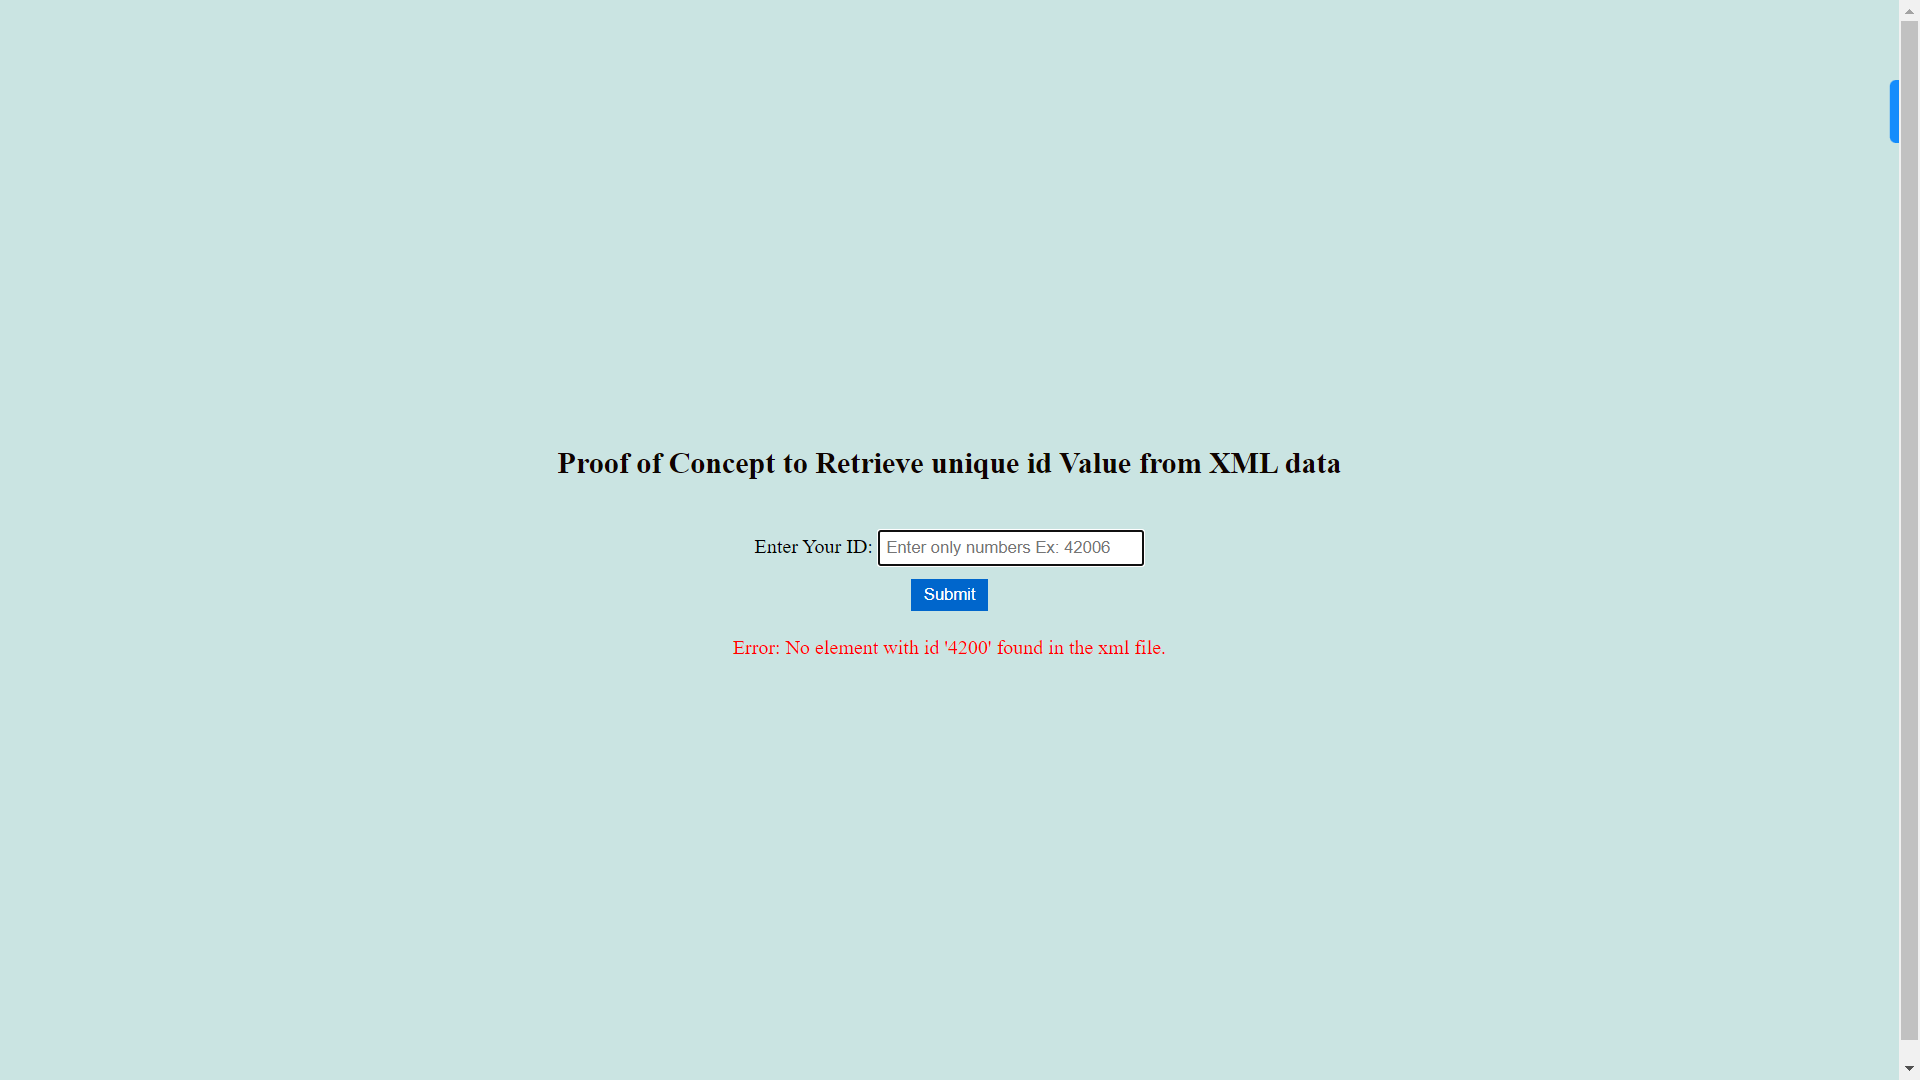 Proof of Concept to Retrieve unique id Value from XML data
Enter Your ID: Enter only numbers Ex: 42006
Submit
Error: No element with id '4200' found in the xml file.